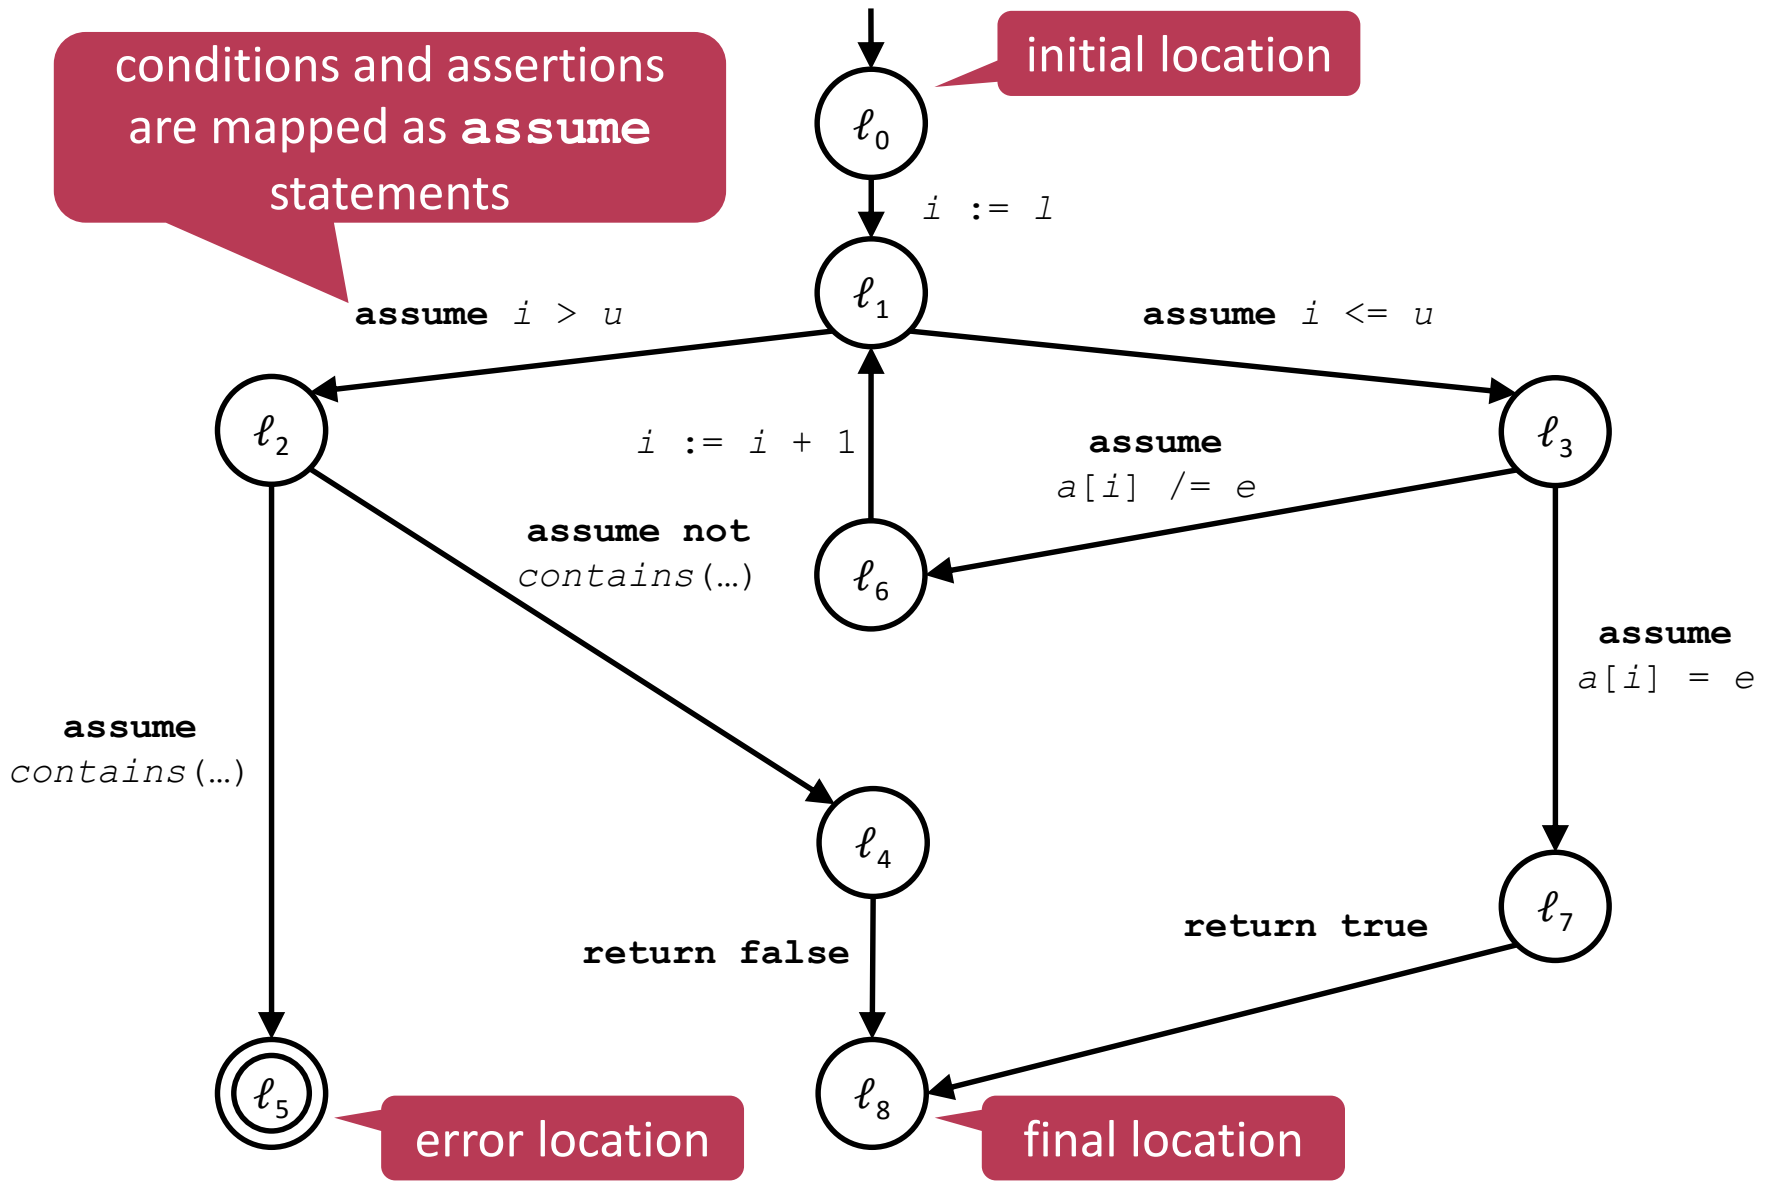 initial location
conditions and assertions
are mapped as assume
statements
ℓ0
i := l
ℓ1
assume i > u
assume i <= u
ℓ2
ℓ3
i := i + 1
assume
a[i] /= e
assume not
contains(…)
ℓ6
assume
a[i] = e
assume
contains(…)
ℓ4
ℓ7
return true
return false
ℓ5
ℓ8
error location
final location